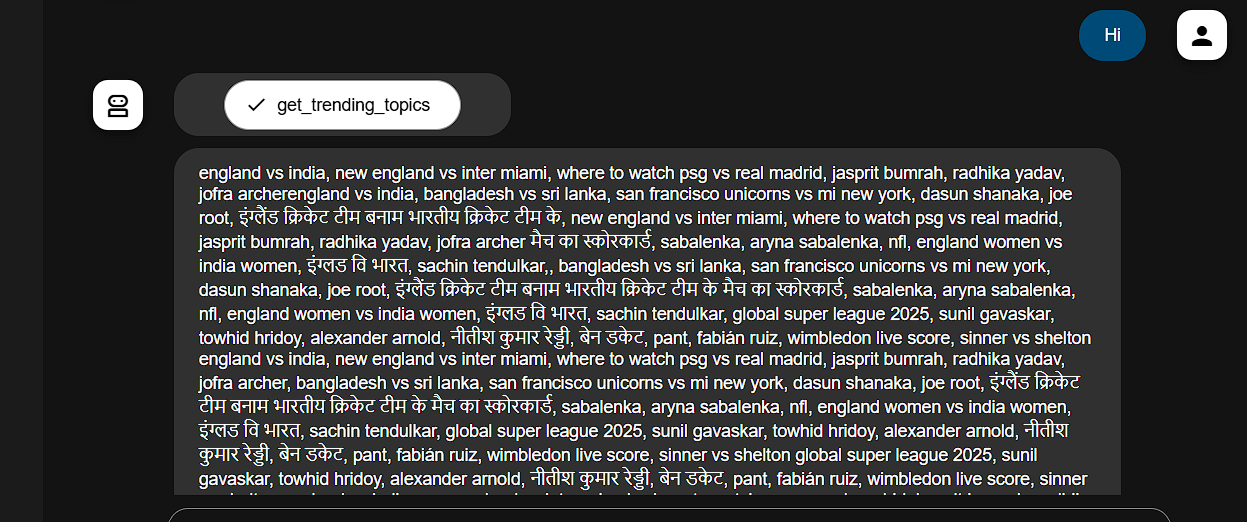 Hi
get_trending_topics
england vs india, new england vs inter miami, where to watch psg vs real madrid, jasprit bumrah, radhika yadav,
jofra archerengland vs india, bangladesh vs sri lanka, san francisco unicorns vs mi new york, dasun shanaka, joe
root, इंग्लैंड क्रिकेट टीम बनाम भारतीय क्रिकेट टीम के, new england vs inter miami, where to watch psg vs real madrid,
jasprit bumrah, radhika yadav, jofra archer मैच का स्कोरकार्ड, sabalenka, aryna sabalenka, nfl, england women vs
india women, इंग्लड वि भारत, sachin tendulkar,, bangladesh vs sri lanka, san francisco unicorns vs mi new york,
dasun shanaka, joe root, इंग्लैंड क्रिकेट टीम बनाम भारतीय क्रिकेट टीम के मैच का स्कोरकार्ड, sabalenka, aryna sabalenka,
nfl, england women vs india women, इंग्लड वि भारत, sachin tendulkar, global super league 2025, sunil gavaskar,
towhid hridoy, alexander arnold, नीतीश कुमार रेड्डी, बेन डकेट, pant, fabián ruiz, wimbledon live score, sinner vs shelton
england vs india, new england vs inter miami, where to watch psg vs real madrid, jasprit bumrah, radhika yadav,
jofra archer, bangladesh vs sri lanka, san francisco unicorns vs mi new york, dasun shanaka, joe root, इंग्लैंड क्रिकेट
टीम बनाम भारतीय क्रिकेट टीम के मैच का स्कोरकार्ड, sabalenka, aryna sabalenka, nfl, england women vs india women,
इंग्लड वि भारत, sachin tendulkar, global super league 2025, sunil gavaskar, towhid hridoy, alexander arnold, नीतीश
कुमार रेड्डी, बेन डकेट, pant, fabián ruiz, wimbledon live score, sinner vs shelton global super league 2025, sunil
gavaskar, towhid hridoy, alexander arnold, नीतीश कुमार रेड्डी, बेन डकेट, pant, fabián ruiz, wimbledon live score, sinner